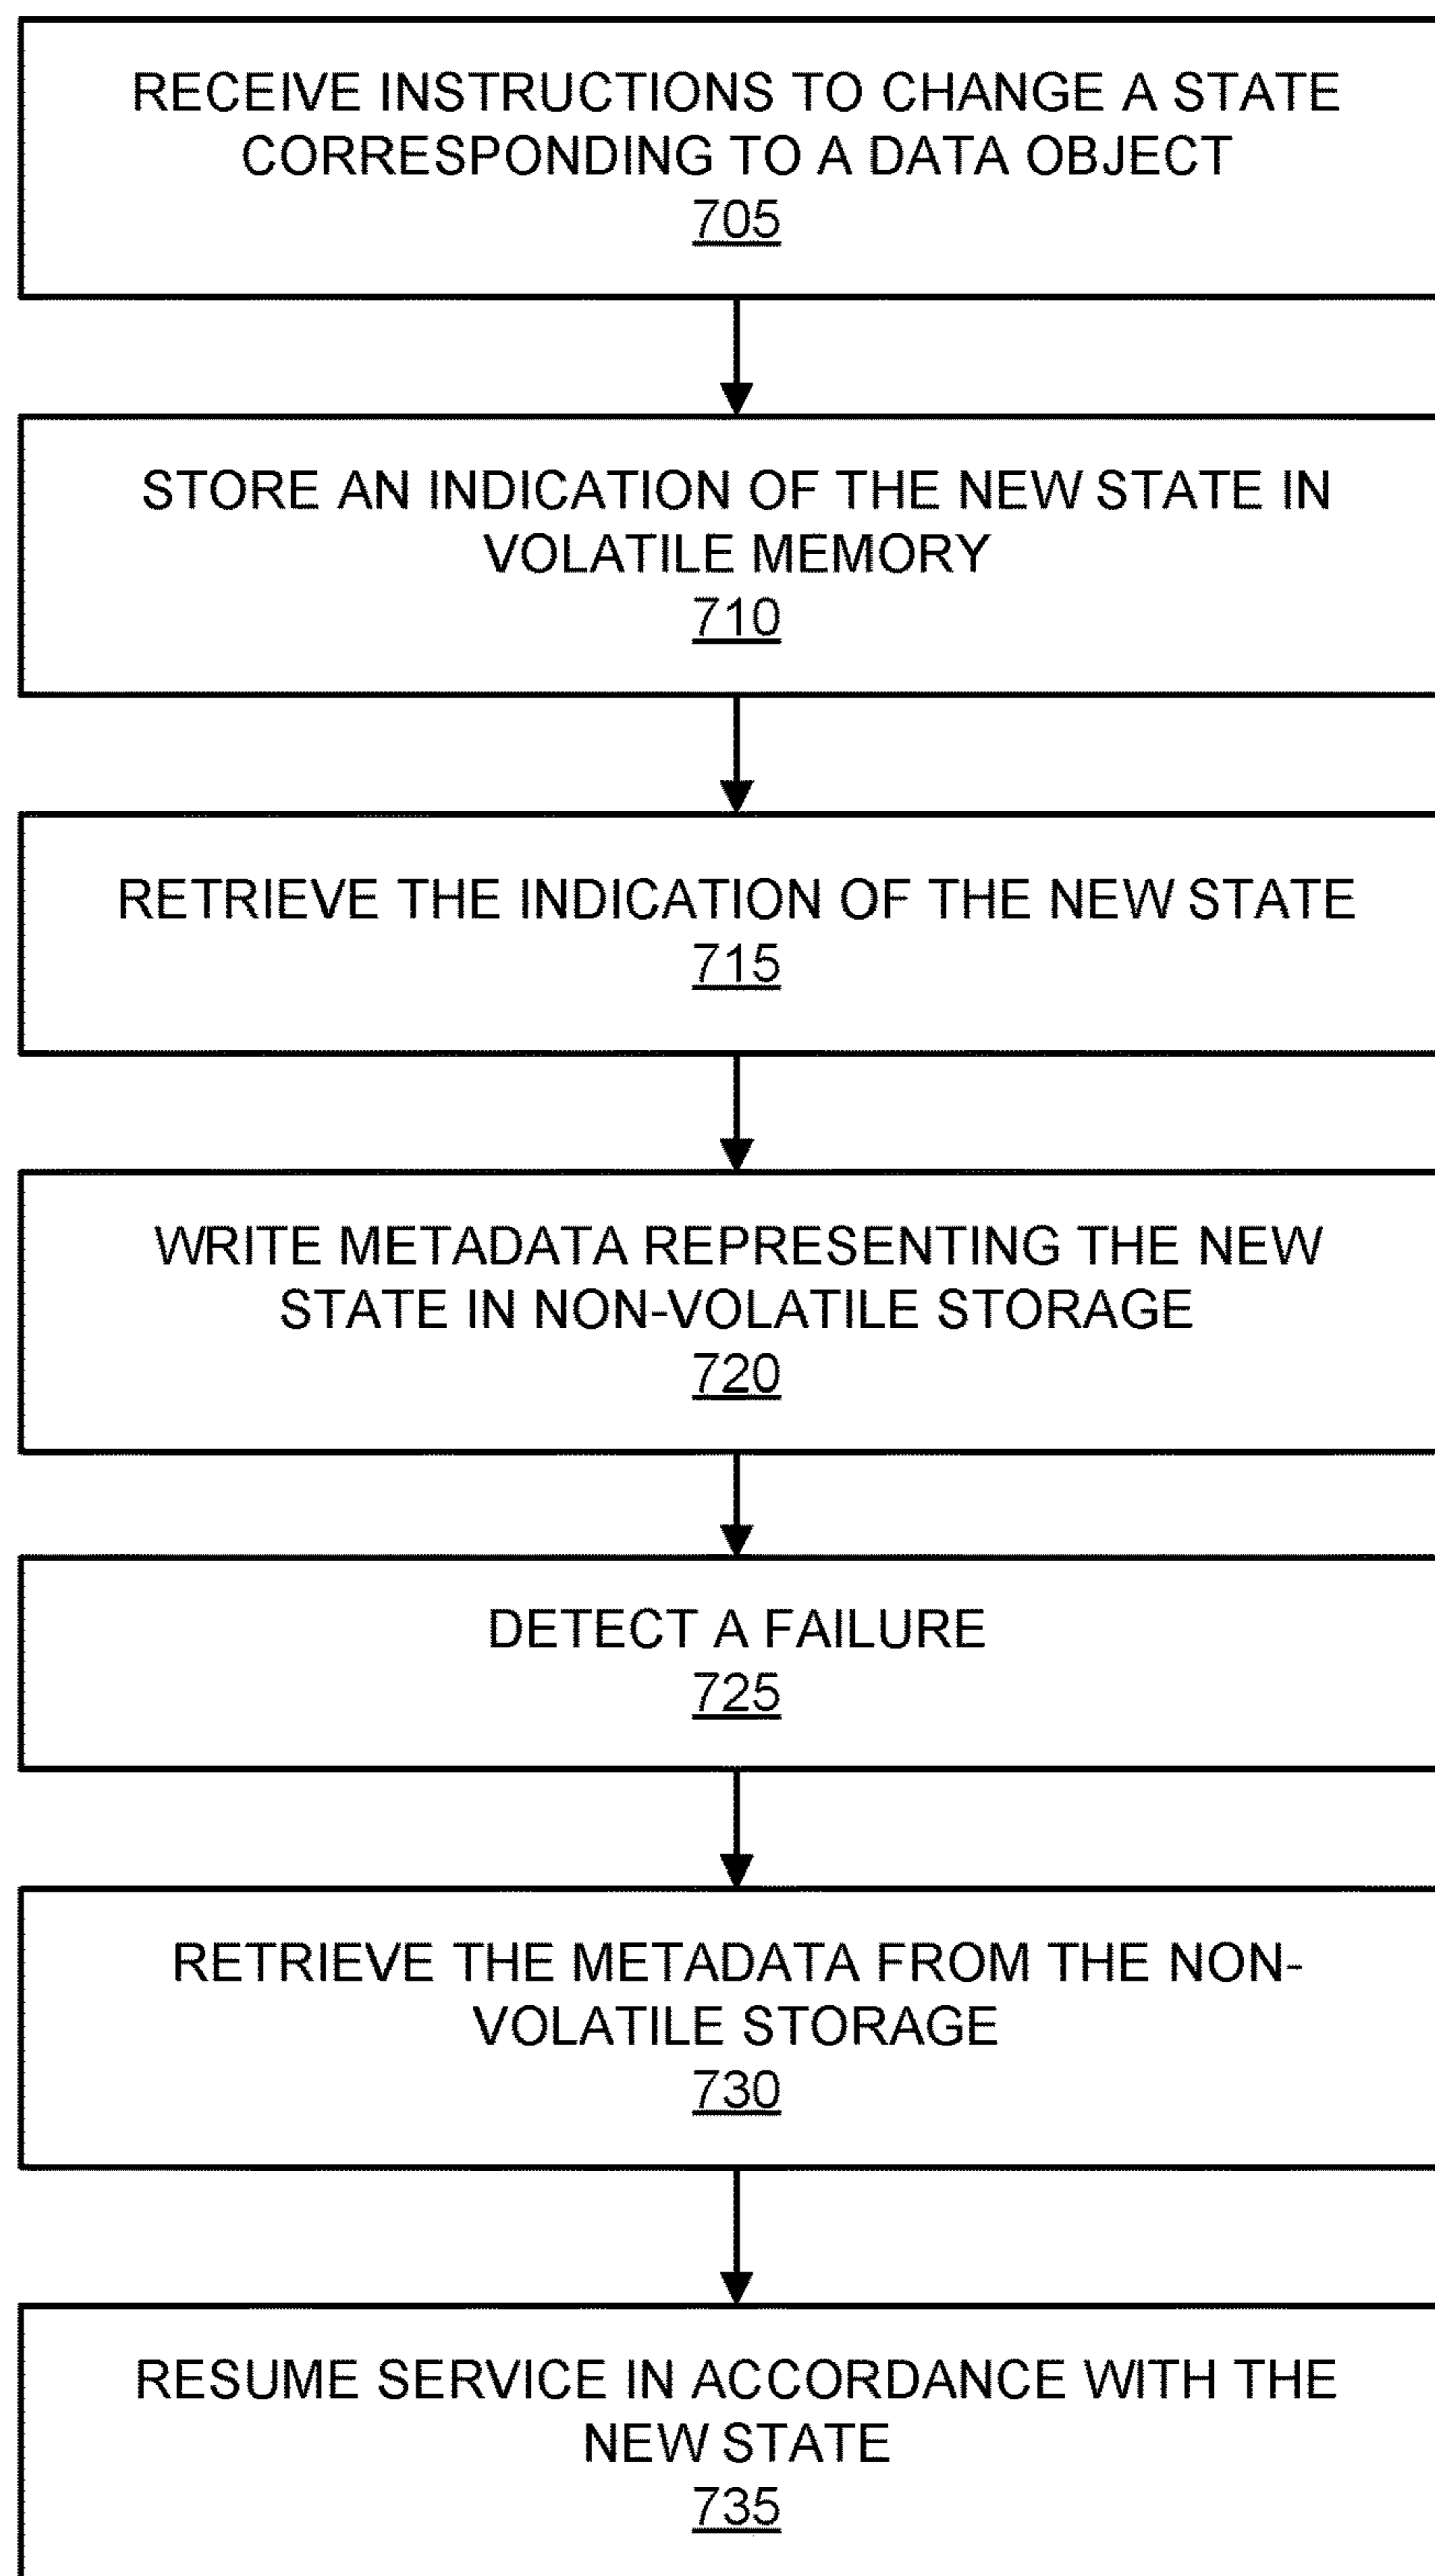 RECEIVE INSTRUCTIONS TO CHANGE A STATE
CORRESPONDING TO A DATA OBJECT
705
STORE AN INDICATION OF THE NEW STATE IN
VOLATILE MEMORY
710
RETRIEVE THE INDICATION OF THE NEW STATE
715
WRITE METADATA REPRESENTING THE NEW
STATE IN NON-VOLATILE STORAGE
720
DETECT A FAILURE
725
RETRIEVE THE METADATA FROM THE NON-
VOLATILE STORAGE
730
RESUME SERVICE IN ACCORDANCE WITH THE
NEW STATE
735